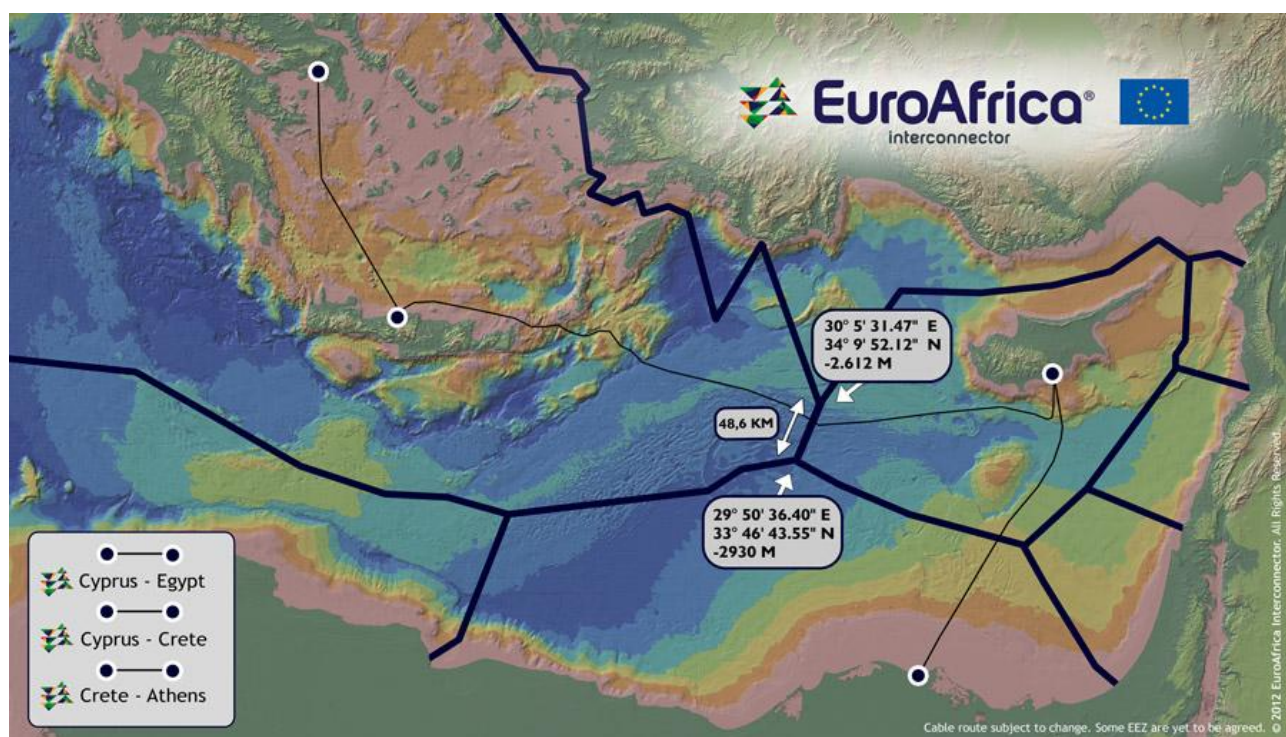 EuroAfrica®
interconnector
30° 5' 31.47" E
34° 9' 52.12" N
-2.612 M
48,6 KM
29° 50' 36.40" E
33° 46' 43.55" N
-2930 M
Cyprus - Egypt
Cyprus - Crete
Crete - Athens
Cable route subject to change. Some EEZ are yet to be agreed.
© 2012 EuroAfrica Interconnector. All Rights Reserved.